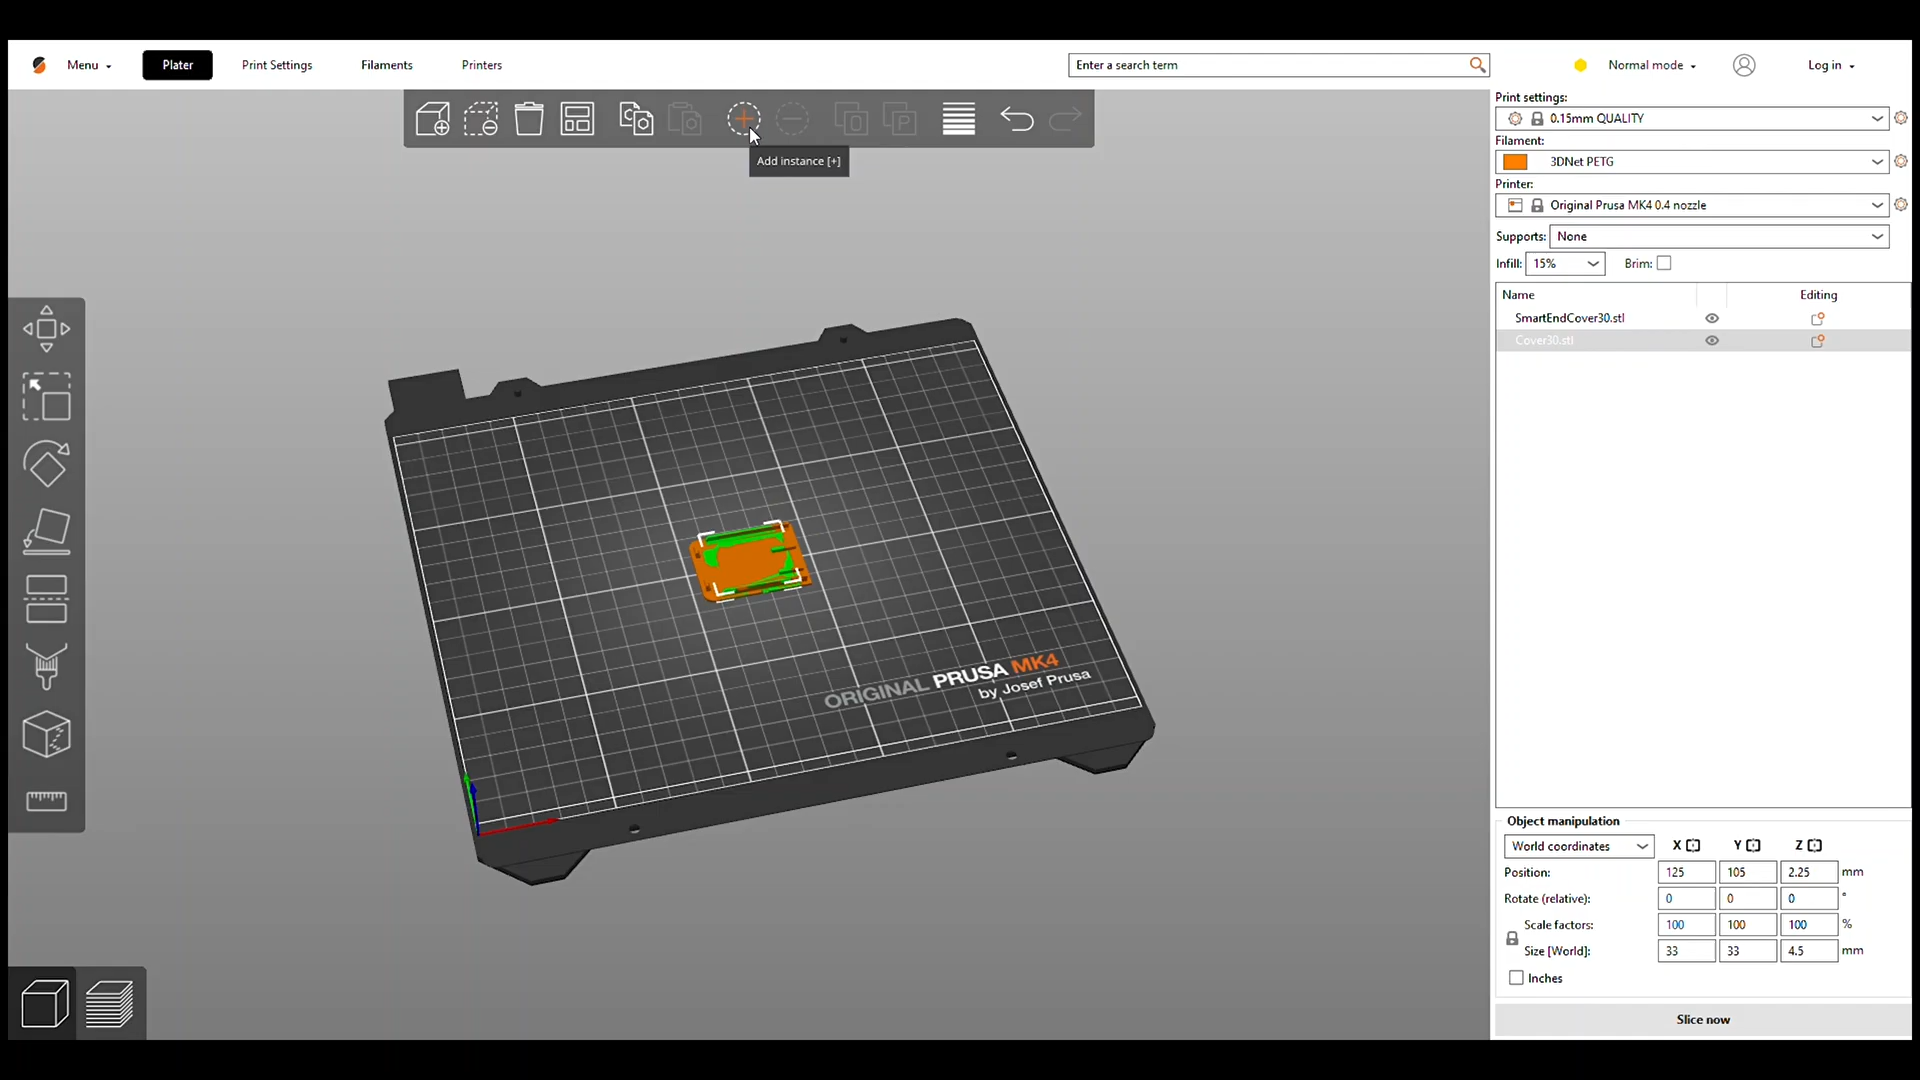 Menu
Plater
Print Settings
Filaments
Printers
Enter a search term
Normal mode
Log in
Add instance [+]
Print settings:
0.15mm QUALITY
Filament:
3DNet PETG
Printer:
Original Prusa MK4 0.4 nozzle
Supports: None
Infill: 15% Brim:
Name Editing
SmartEndCover30.stl
Cover30.stl
ORIGINAL PRUSA MK4
by Josef Prusa
Object manipulation
World coordinates X Y Z
Position: 125 105 2.25 mm
Rotate (relative): 0 0 0 °
Scale factors: 100 100 100 %
Size [World]: 33 33 4.5 mm
Inches
Slice now